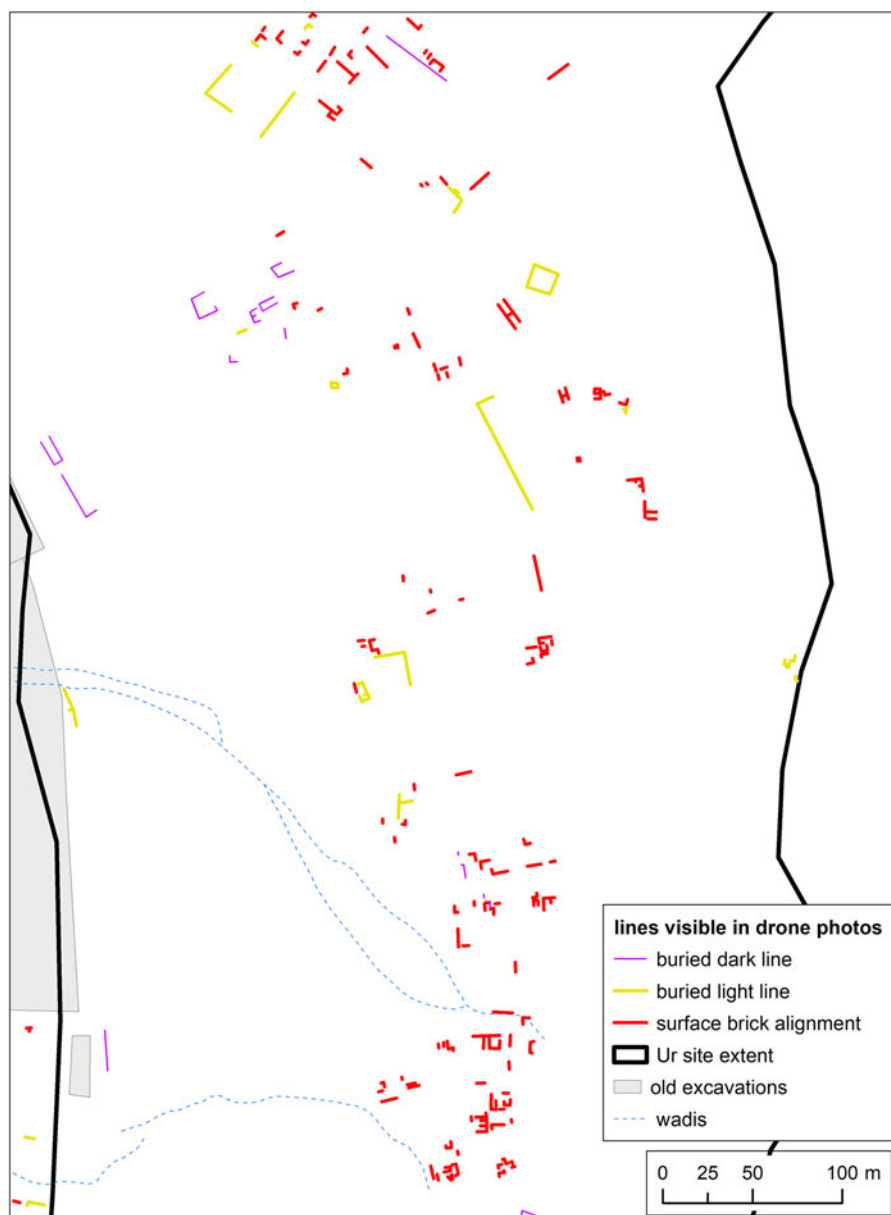 lines visible in drone photos
buried dark line
buried light line
surface brick alignment
Ur site extent
old excavations
wadis
0 25 50 100 m